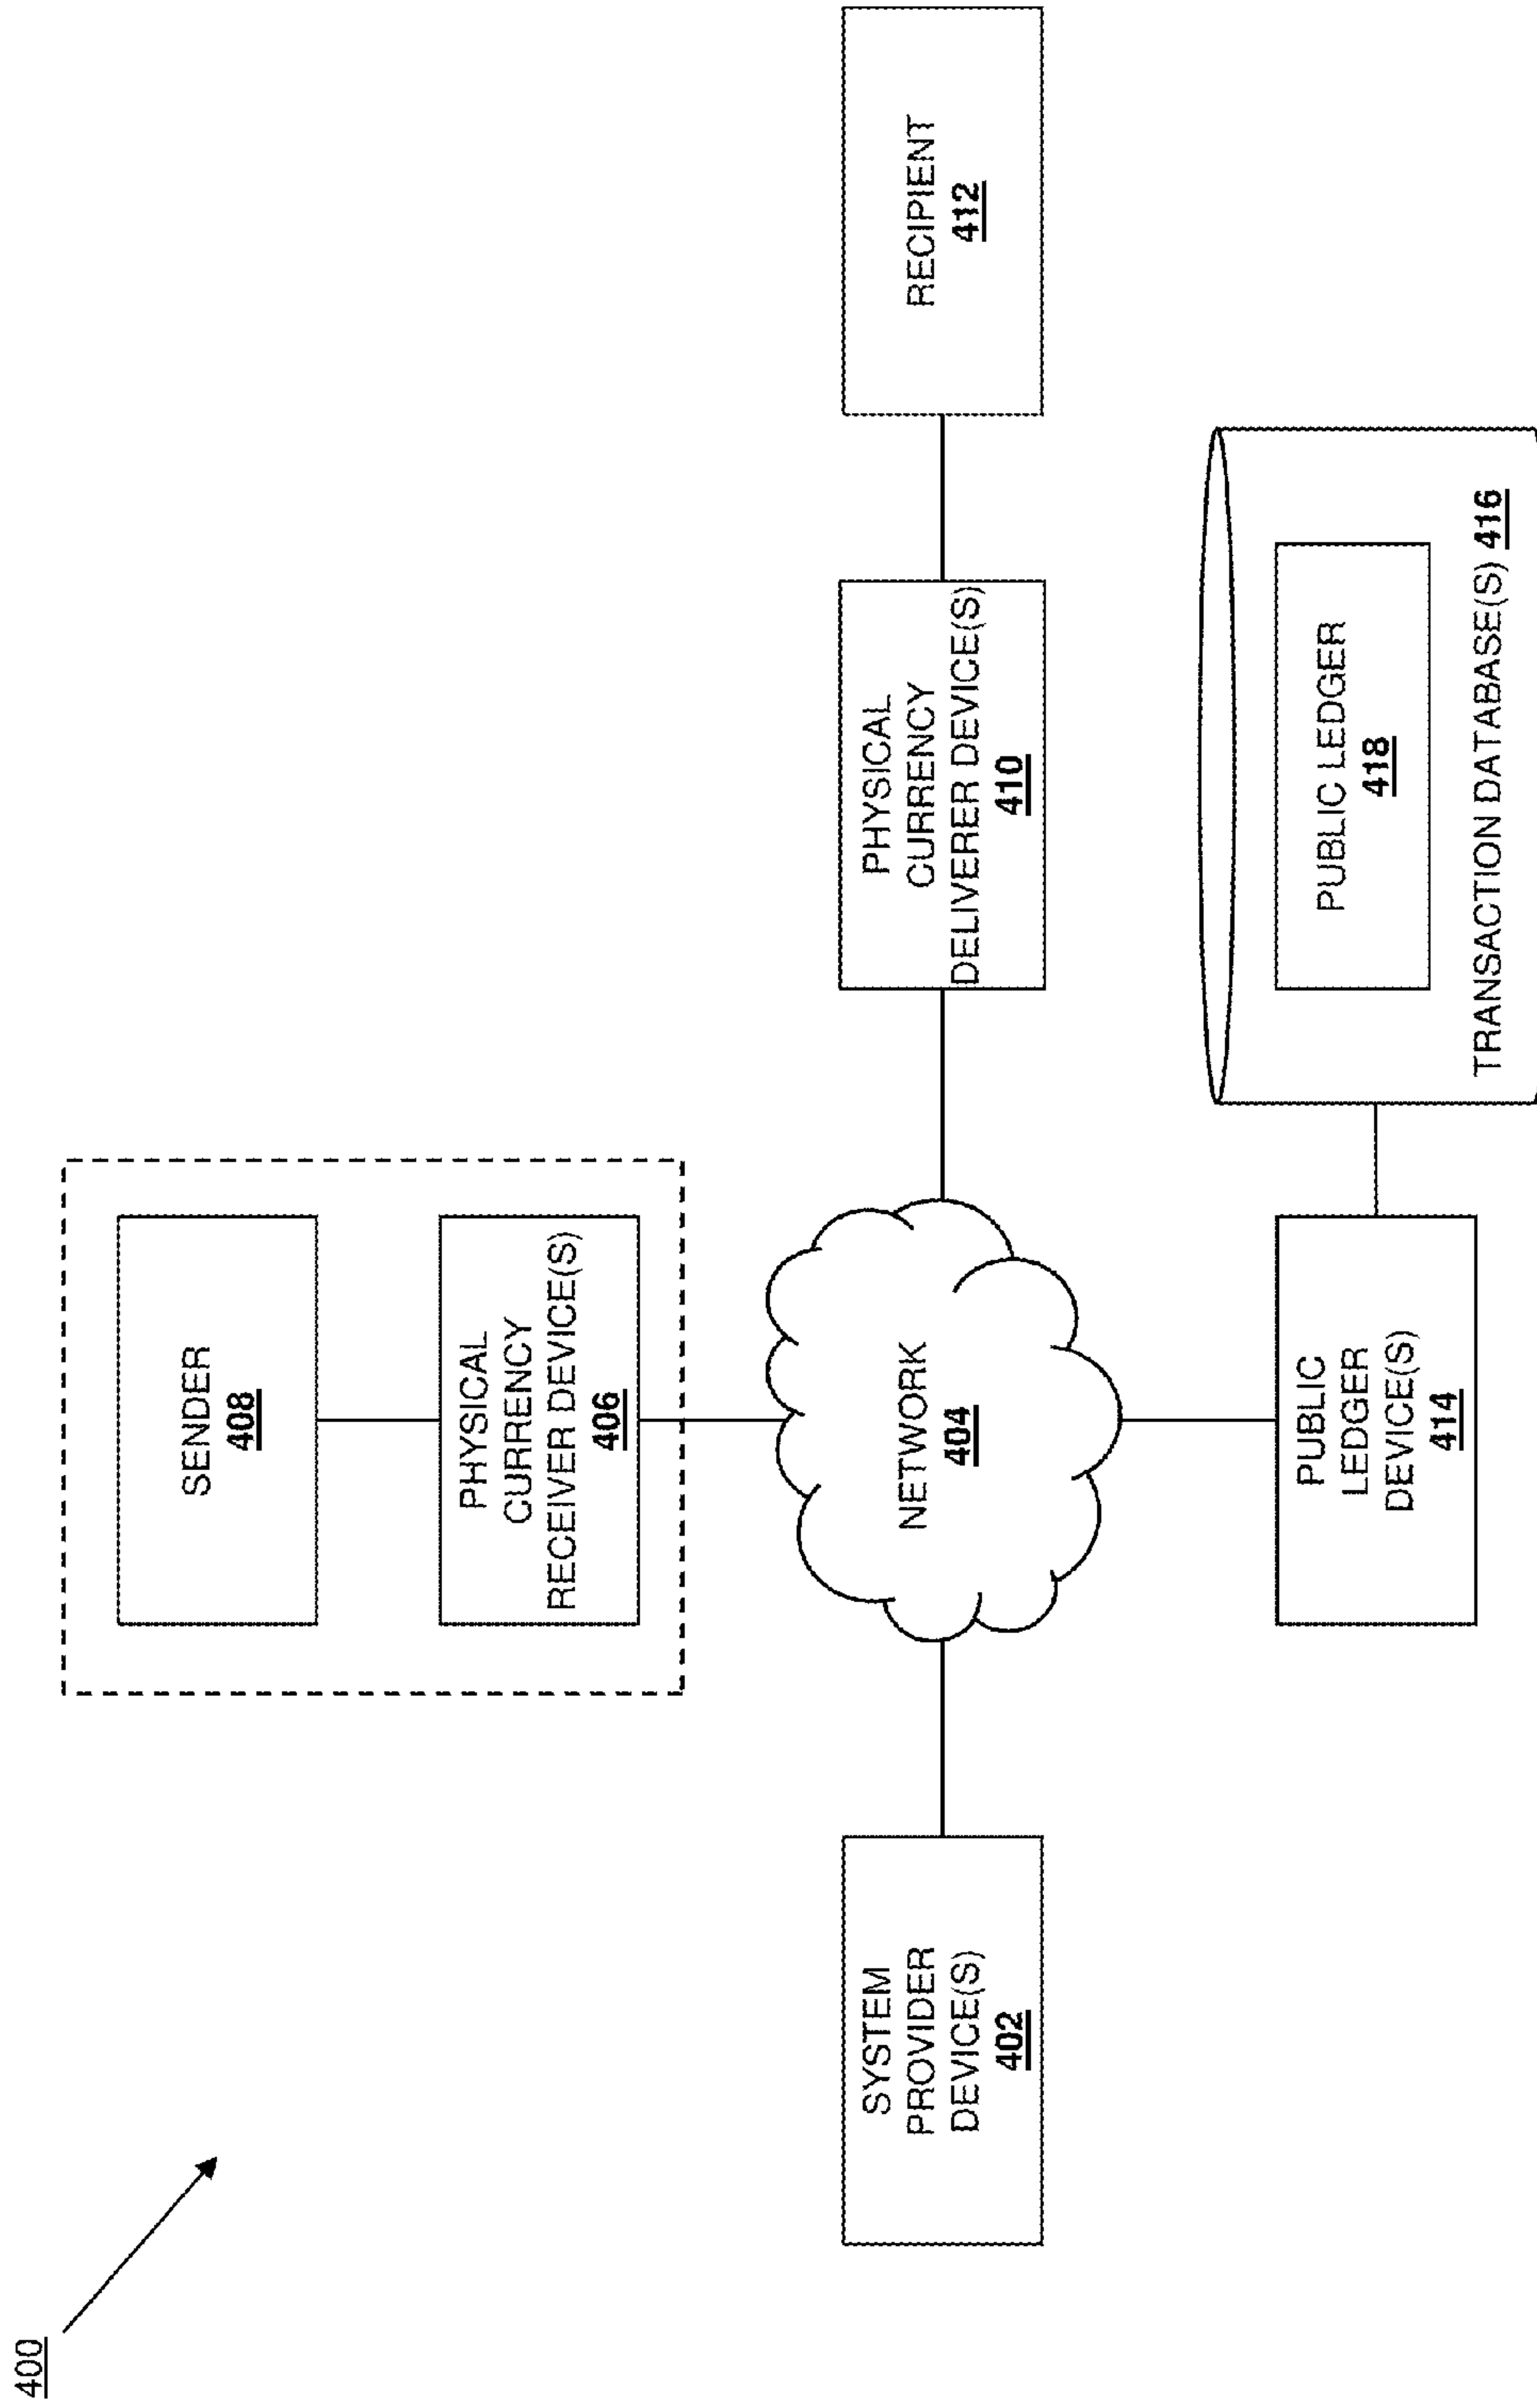 400
SENDER
408
PHYSICAL
CURRENCY
RECEIVER DEVICE(S)
406
SYSTEM
PROVIDER
DEVICE(S)
402
NETWORK
404
PHYSICAL
CURRENCY
DELIVERER DEVICE(S)
410
RECIPIENT
412
PUBLIC
LEDGER
DEVICE(S)
414
PUBLIC LEDGER
418
TRANSACTION DATABASE(S) 416